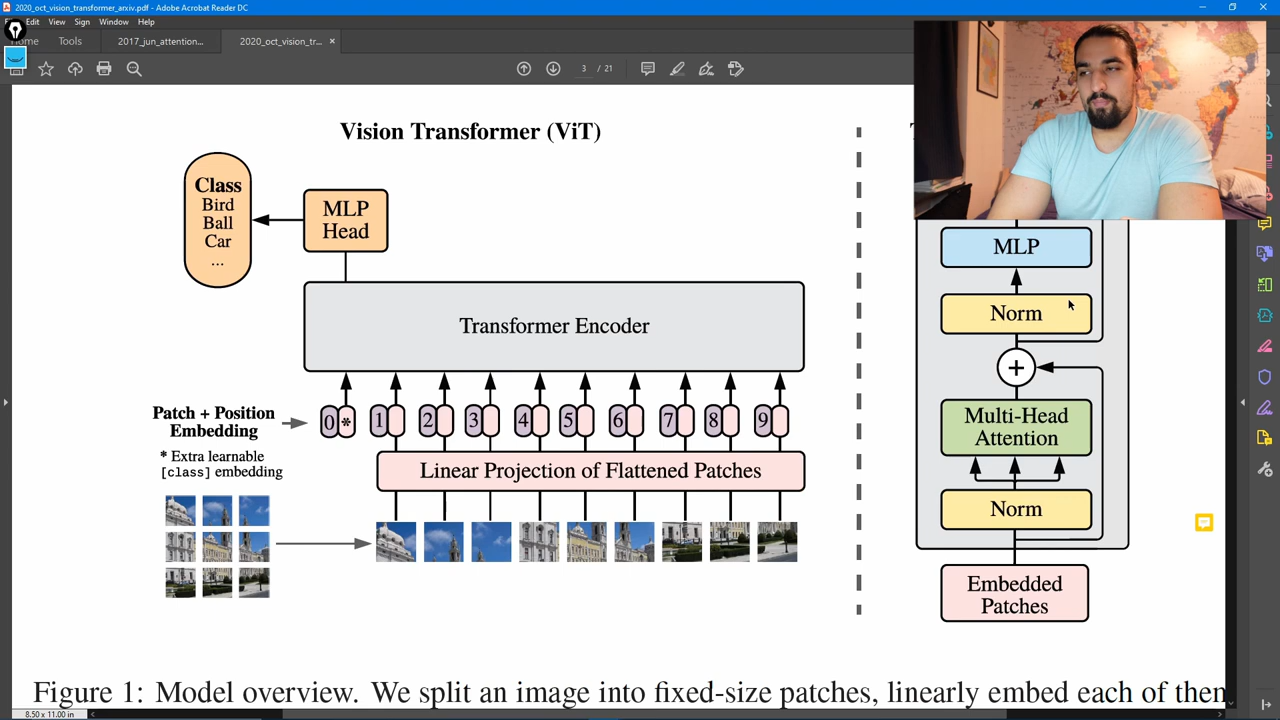 2020_oct_vision_transformer_arxiv.pdf - Adobe Acrobat Reader DC
Edit View Sign Window Help
Home Tools 2017_jun_attention... 2020_oct_vision_tr... ×
3 / 21
Vision Transformer (ViT)
Class
Bird
Ball
Car
...
MLP
Head
Transformer Encoder
Patch + Position
Embedding
* Extra learnable
[class] embedding
0 * 1 2 3 4 5 6 7 8 9
Linear Projection of Flattened Patches
MLP
Norm
+
Multi-Head
Attention
Norm
Embedded
Patches
Figure 1: Model overview. We split an image into fixed-size patches, linearly embed each of then
8.50 x 11.00 in